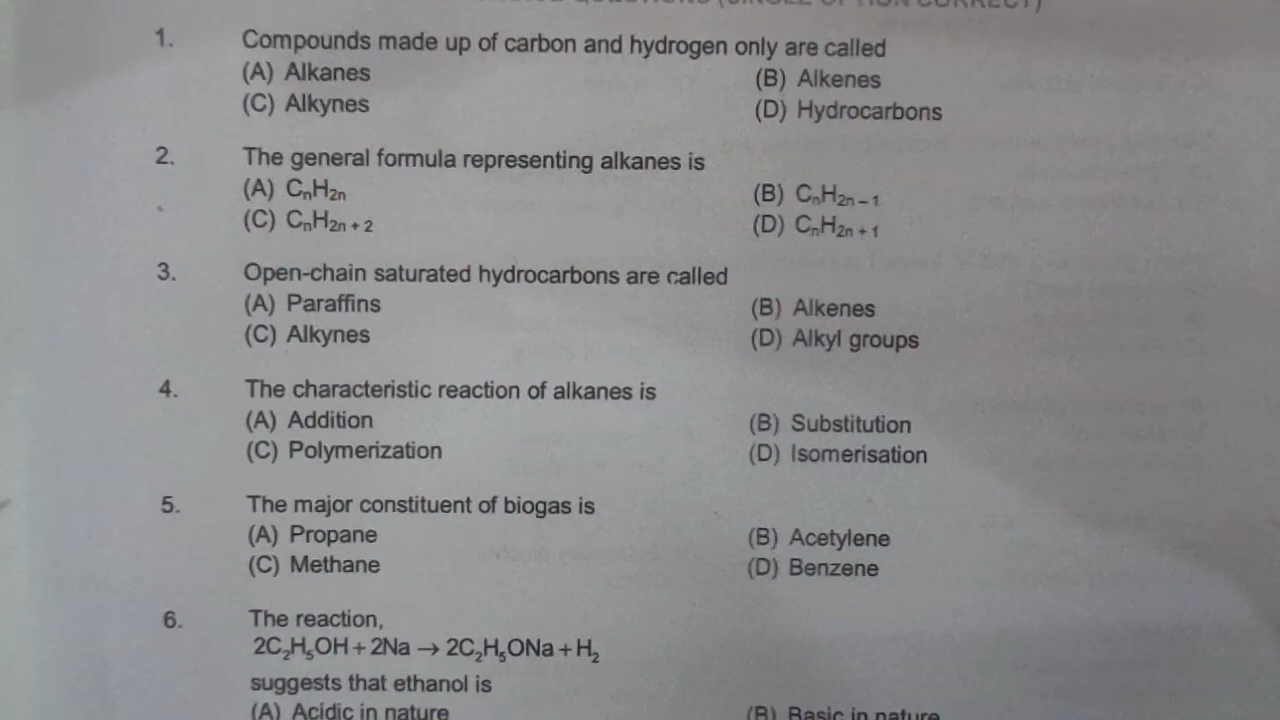 QUESTIONS (SINGLE OPTION CORRECT)
1. Compounds made up of carbon and hydrogen only are called
(A) Alkanes (B) Alkenes
(C) Alkynes (D) Hydrocarbons
2. The general formula representing alkanes is
(A) CₙH₂ₙ (B) CₙH₂ₙ₋₁
(C) CₙH₂ₙ₊₂ (D) CₙH₂ₙ₊₁
3. Open-chain saturated hydrocarbons are called
(A) Paraffins (B) Alkenes
(C) Alkynes (D) Alkyl groups
4. The characteristic reaction of alkanes is
(A) Addition (B) Substitution
(C) Polymerization (D) Isomerisation
5. The major constituent of biogas is
(A) Propane (B) Acetylene
(C) Methane (D) Benzene
6. The reaction,
2C₂H₅OH + 2Na → 2C₂H₅ONa + H₂
suggests that ethanol is
(A) Acidic in nature (B) Basic in nature